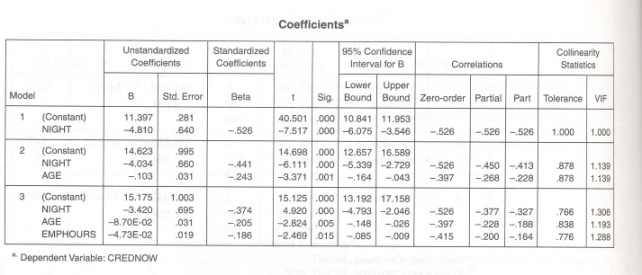 Coefficientsᵃ
Unstandardized Standardized 95% Confidence Collinearity
Coefficients Coefficients Interval for B Correlations Statistics
Lower Upper
Model B Std. Error Beta t Sig. Bound Bound Zero-order Partial Part Tolerance VIF
1 (Constant) 11.397 .281 40.501 .000 10.841 11.953
NIGHT –4.810 .640 –.526 –7.517 .000 –6.075 –3.546 –.526 –.526 –.526 1.000 1.000
2 (Constant) 14.623 .995 14.698 .000 12.657 16.589
NIGHT –4.034 .660 –.441 –6.111 .000 –5.339 –2.729 –.526 –.450 –.413 .878 1.139
AGE –.103 .031 –.243 –3.371 .001 –.164 –.043 –.397 –.268 –.228 .878 1.139
3 (Constant) 15.175 1.003 15.125 .000 13.192 17.158
NIGHT –3.420 .695 –.374 4.920 .000 –4.793 –2.046 –.526 –.377 –.327 .766 1.306
AGE –8.70E-02 .031 –.205 –2.824 .005 –.148 –.026 –.397 –.228 –.188 .838 1.193
EMPHOURS –4.73E-02 .019 –.186 –2.469 .015 –.085 –.009 –.415 –.200 –.164 .776 1.288
a. Dependent Variable: CREDNOW